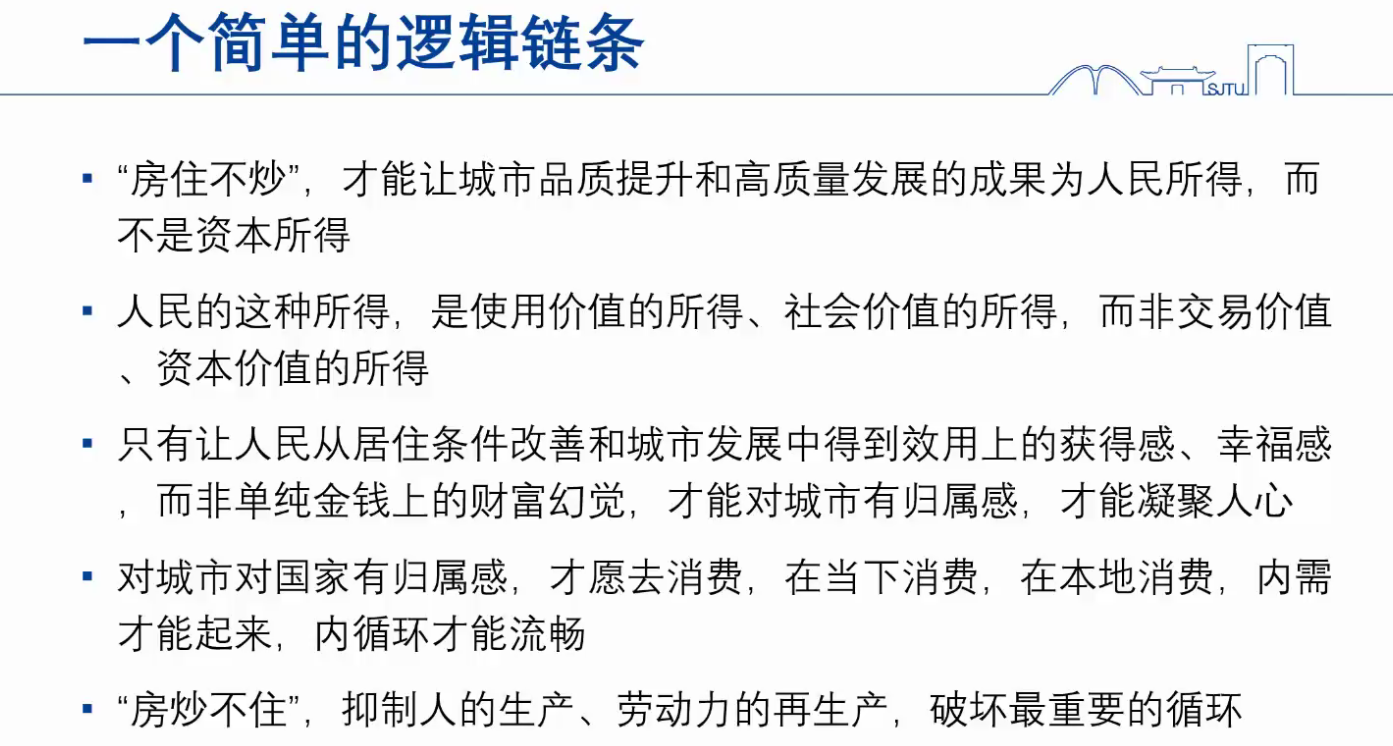 一个简单的逻辑链条
SJTU
“房住不炒”，才能让城市品质提升和高质量发展的成果为人民所得，而
不是资本所得
人民的这种所得，是使用价值的所得、社会价值的所得，而非交易价值
、资本价值的所得
只有让人民从居住条件改善和城市发展中得到效用上的获得感、幸福感
，而非单纯金钱上的财富幻觉，才能对城市有归属感，才能凝聚人心
对城市对国家有归属感，才愿去消费，在当下消费，在本地消费，内需
才能起来，内循环才能流畅
“房炒不住”，抑制人的生产、劳动力的再生产，破坏最重要的循环